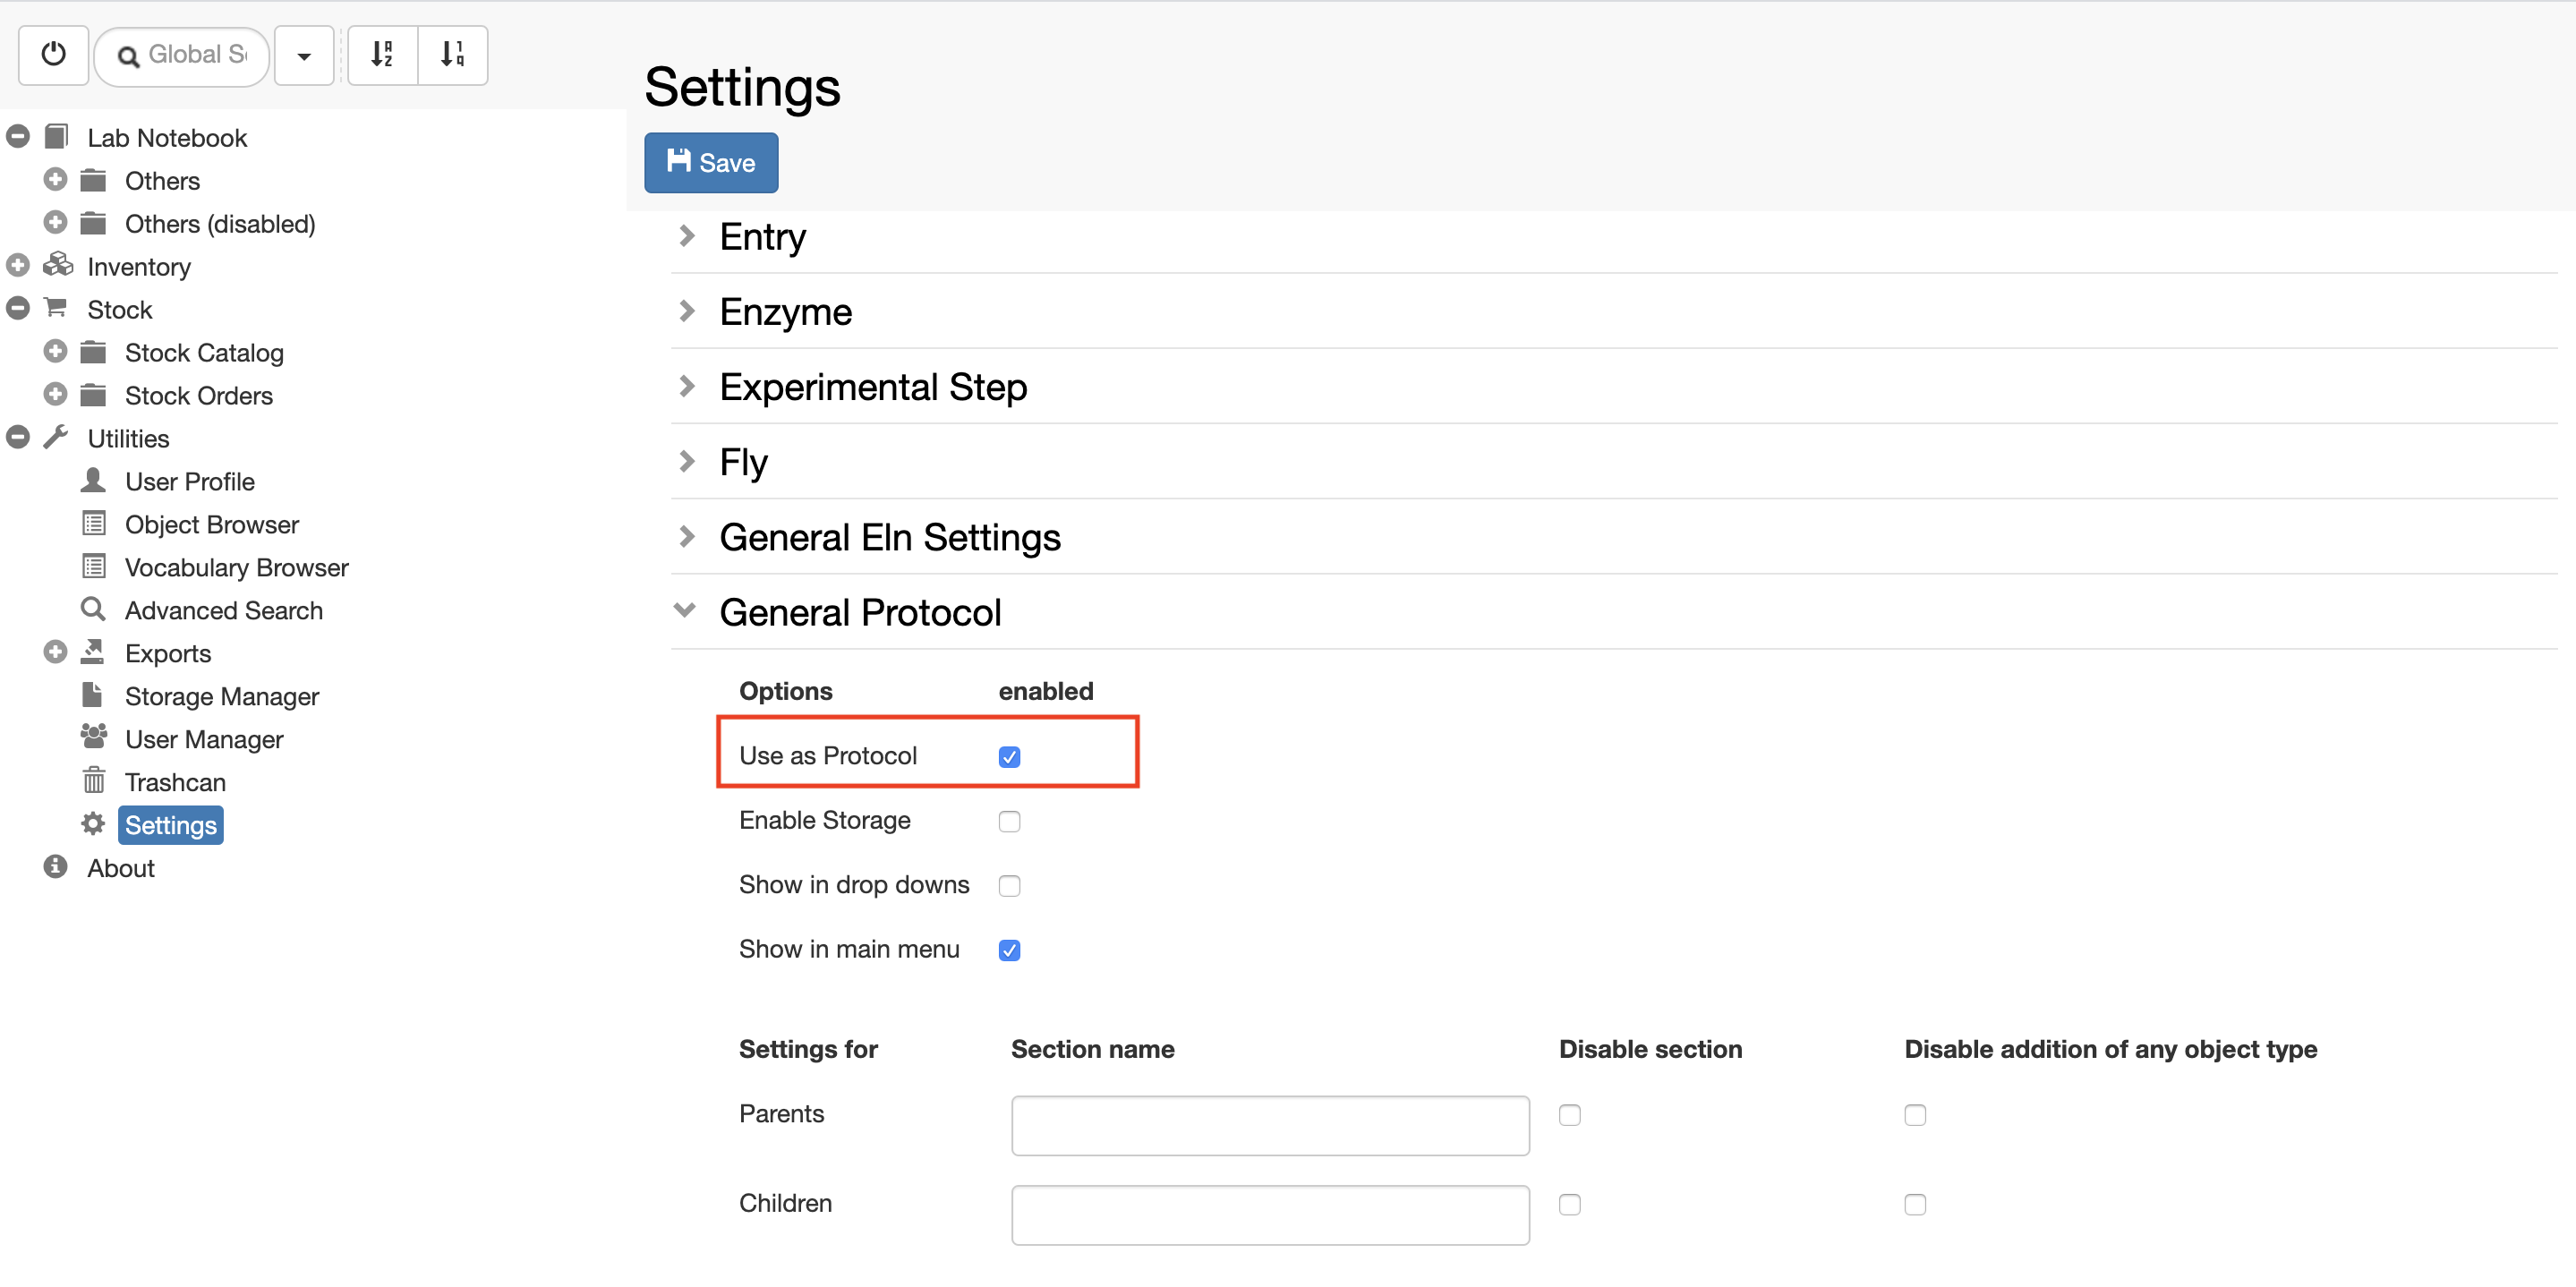 Global Se
Lab Notebook
Others
Others (disabled)
Inventory
Stock
Stock Catalog
Stock Orders
Utilities
User Profile
Object Browser
Vocabulary Browser
Advanced Search
Exports
Storage Manager
User Manager
Trashcan
Settings
About
Settings
Save
Entry
Enzyme
Experimental Step
Fly
General Eln Settings
General Protocol
Options enabled
Use as Protocol
Enable Storage
Show in drop downs
Show in main menu
Settings for Section name Disable section Disable addition of any object type
Parents
Children